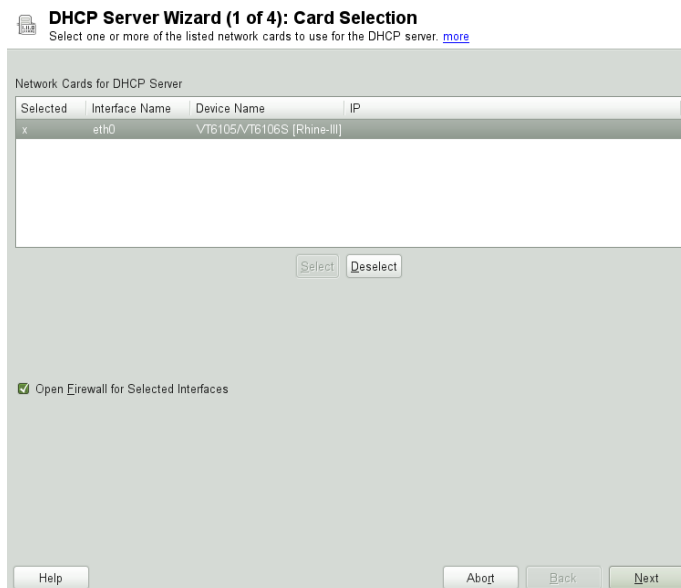 DHCP Server Wizard (1 of 4): Card Selection
Select one or more of the listed network cards to use for the DHCP server. more
Network Cards for DHCP Server
Selected Interface Name Device Name IP
x eth0 VT6105/VT6106S [Rhine-III]
Select Deselect
Open Firewall for Selected Interfaces
Help Abort Back Next